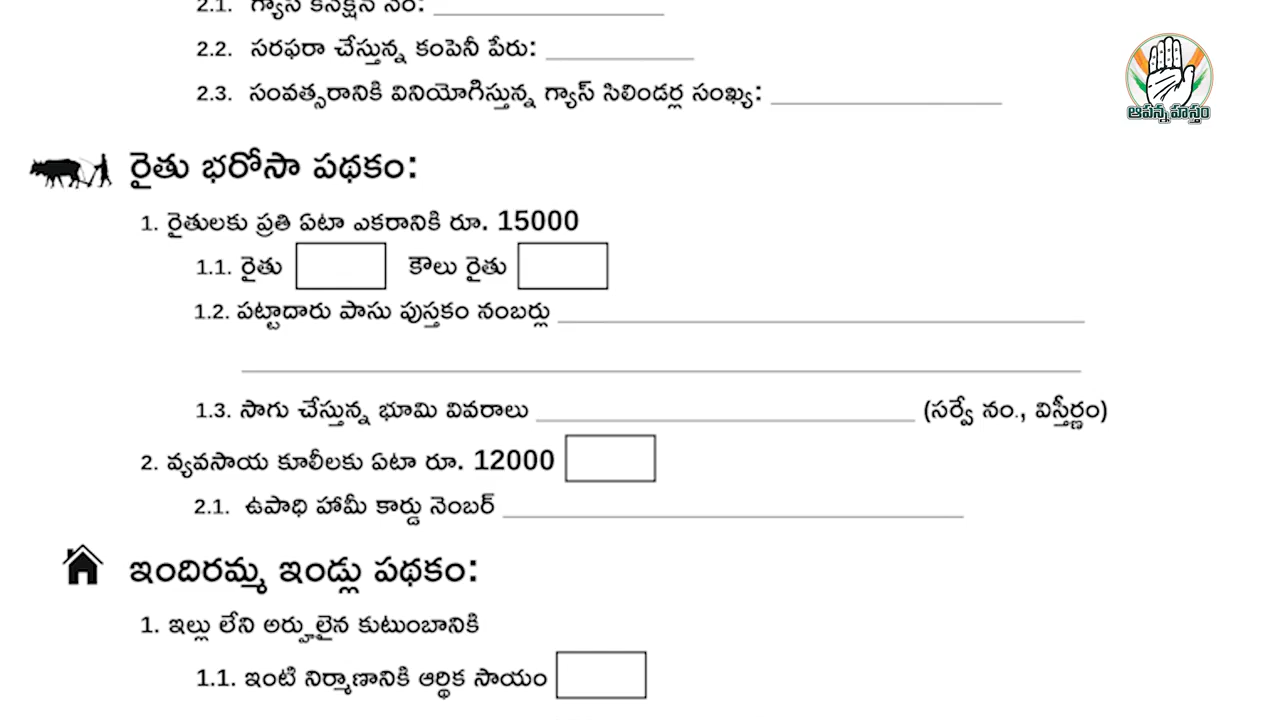 2.1. గ్యాస్ కనెక్షన్ నెం: 
2.2. సరఫరా చేస్తున్న కంపెనీ పేరు:
2.3. సంవత్సరానికి వినియోగిస్తున్న గ్యాస్ సిలిండర్ల సంఖ్య:
ఆపన్న హస్తం
రైతు భరోసా పథకం:
1. రైతులకు ప్రతి ఏటా ఎకరానికి రూ. 15000
1.1. రైతు కౌలు రైతు
1.2. పట్టాదారు పాసు పుస్తకం నంబర్లు
1.3. సాగు చేస్తున్న భూమి వివరాలు (సర్వే నం., విస్తీర్ణం)
2. వ్యవసాయ కూలీలకు ఏటా రూ. 12000
2.1. ఉపాధి హామీ కార్డు నెంబర్
ఇందిరమ్మ ఇండ్లు పథకం:
1. ఇల్లు లేని అర్హులైన కుటుంబానికి
1.1. ఇంటి నిర్మాణానికి ఆర్థిక సాయం